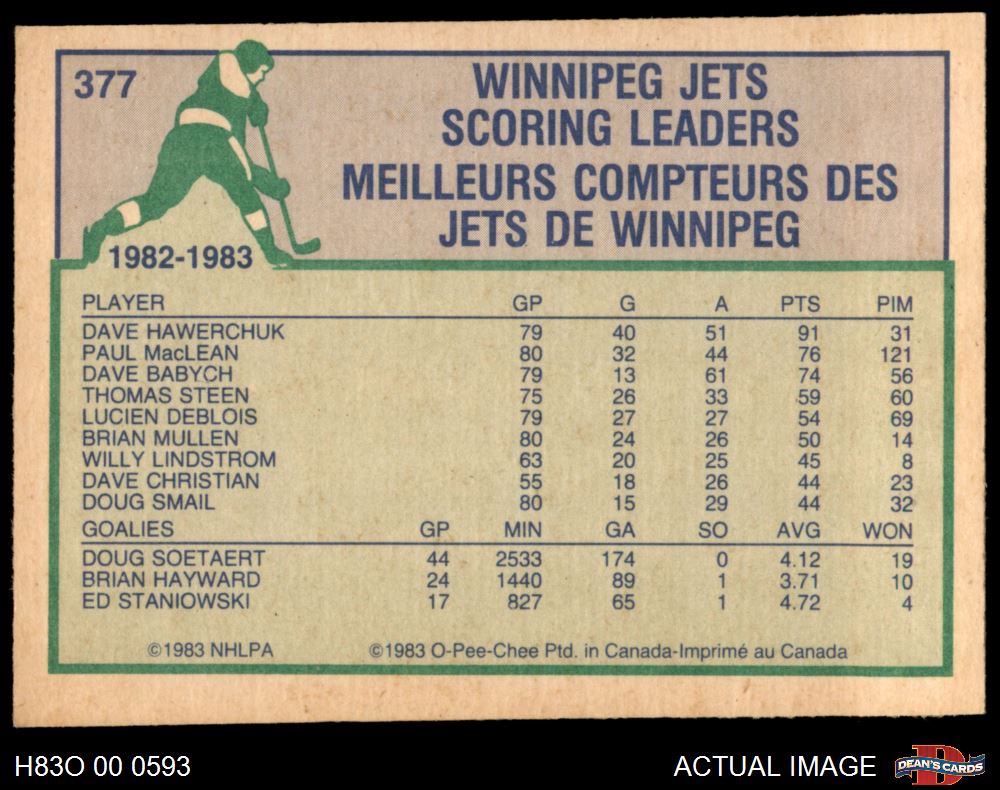 377
WINNIPEG JETS
SCORING LEADERS
MEILLEURS COMPTEURS DES
JETS DE WINNIPEG
1982-1983
PLAYER GP G A PTS PIM
DAVE HAWERCHUK 79 40 51 91 31
PAUL MacLEAN 80 32 44 76 121
DAVE BABYCH 79 13 61 74 56
THOMAS STEEN 75 26 33 59 60
LUCIEN DEBLOIS 79 27 27 54 69
BRIAN MULLEN 80 24 26 50 14
WILLY LINDSTROM 63 20 25 45 8
DAVE CHRISTIAN 55 18 26 44 23
DOUG SMAIL 80 15 29 44 32
GOALIES GP MIN GA SO AVG WON
DOUG SOETAERT 44 2533 174 0 4.12 19
BRIAN HAYWARD 24 1440 89 1 3.71 10
ED STANIOWSKI 17 827 65 1 4.72 4
©1983 NHLPA ©1983 O-Pee-Chee Ptd. in Canada-Imprimé au Canada
H83O 00 0593 ACTUAL IMAGE D DEAN'S CARDS